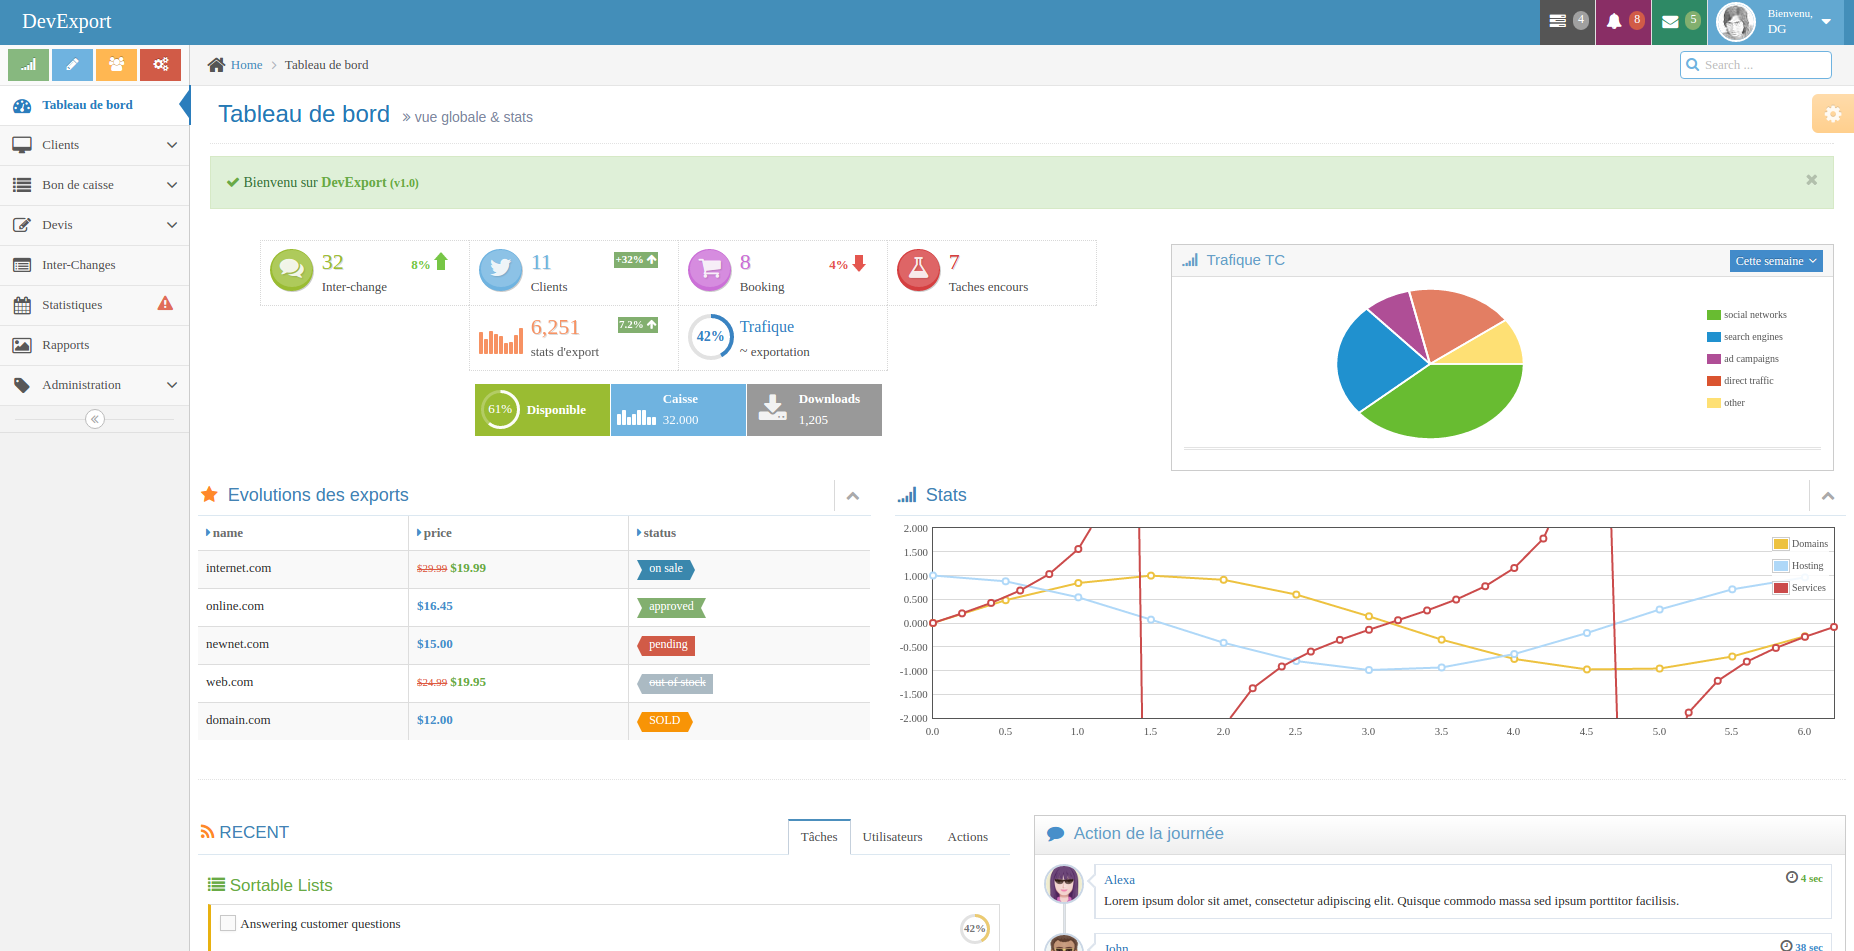 DevExport
4
8
5
Bienvenu,
DG
Home
Tableau de bord
Search ...
Tableau de bord
Clients
Bon de caisse
Devis
Inter-Changes
Statistiques
Rapports
Administration
Tableau de bord » vue globale & stats
Bienvenu sur DevExport (v1.0)
32
8%
Inter-change
11
+32%
Clients
8
4%
Booking
7
Taches encours
6,251
7.2%
stats d'export
42%
Trafique
~ exportation
61%
Disponible
Caisse
32.000
Downloads
1,205
Trafique TC
Cette semaine
social networks
search engines
ad campaigns
direct traffic
other
Evolutions des exports
name price status
internet.com $29.99 $19.99 on sale
online.com $16.45 approved
newnet.com $15.00 pending
web.com $24.99 $19.95 out of stock
domain.com $12.00 SOLD
Stats
2.000
1.500
1.000
0.500
0.000
-0.500
-1.000
-1.500
-2.000
0.0 0.5 1.0 1.5 2.0 2.5 3.0 3.5 4.0 4.5 5.0 5.5 6.0
Domains
Hosting
Services
RECENT
Tâches Utilisateurs Actions
Sortable Lists
Answering customer questions
42%
Action de la journée
Alexa
4 sec
Lorem ipsum dolor sit amet, consectetur adipiscing elit. Quisque commodo massa sed ipsum porttitor facilisis.
John
38 sec